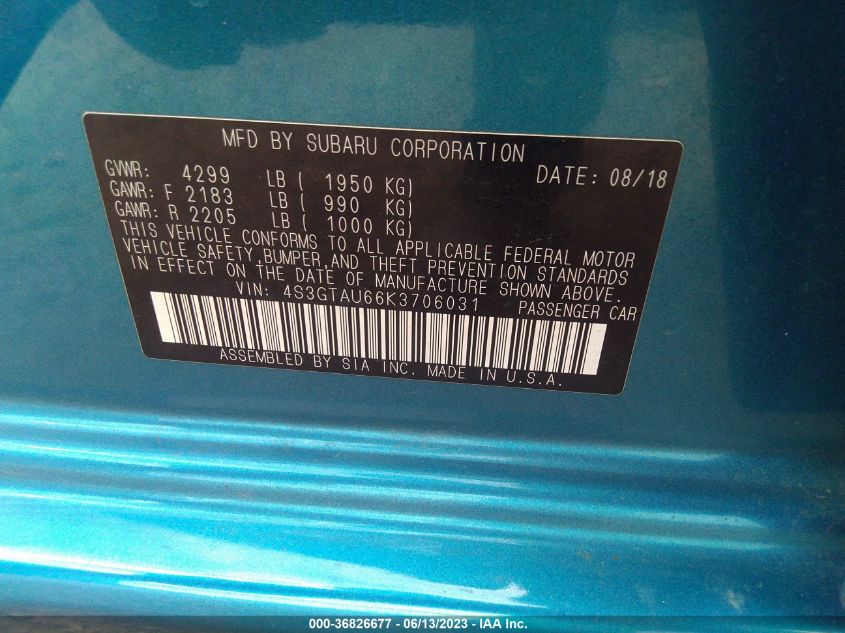 MFD BY SUBARU CORPORATION
GVWR: 4299 LB ( 1950 KG) DATE: 08/18
GAWR: F 2183 LB ( 990 KG)
GAWR: R 2205 LB ( 1000 KG)
THIS VEHICLE CONFORMS TO ALL APPLICABLE FEDERAL MOTOR
VEHICLE SAFETY,BUMPER,AND THEFT PREVENTION STANDARDS
IN EFFECT ON THE DATE OF MANUFACTURE SHOWN ABOVE.
VIN: 4S3GTAU66K3706031 PASSENGER CAR
ASSEMBLED BY SIA INC. MADE IN U.S.A.
000-36826677 - 06/13/2023 - IAA Inc.